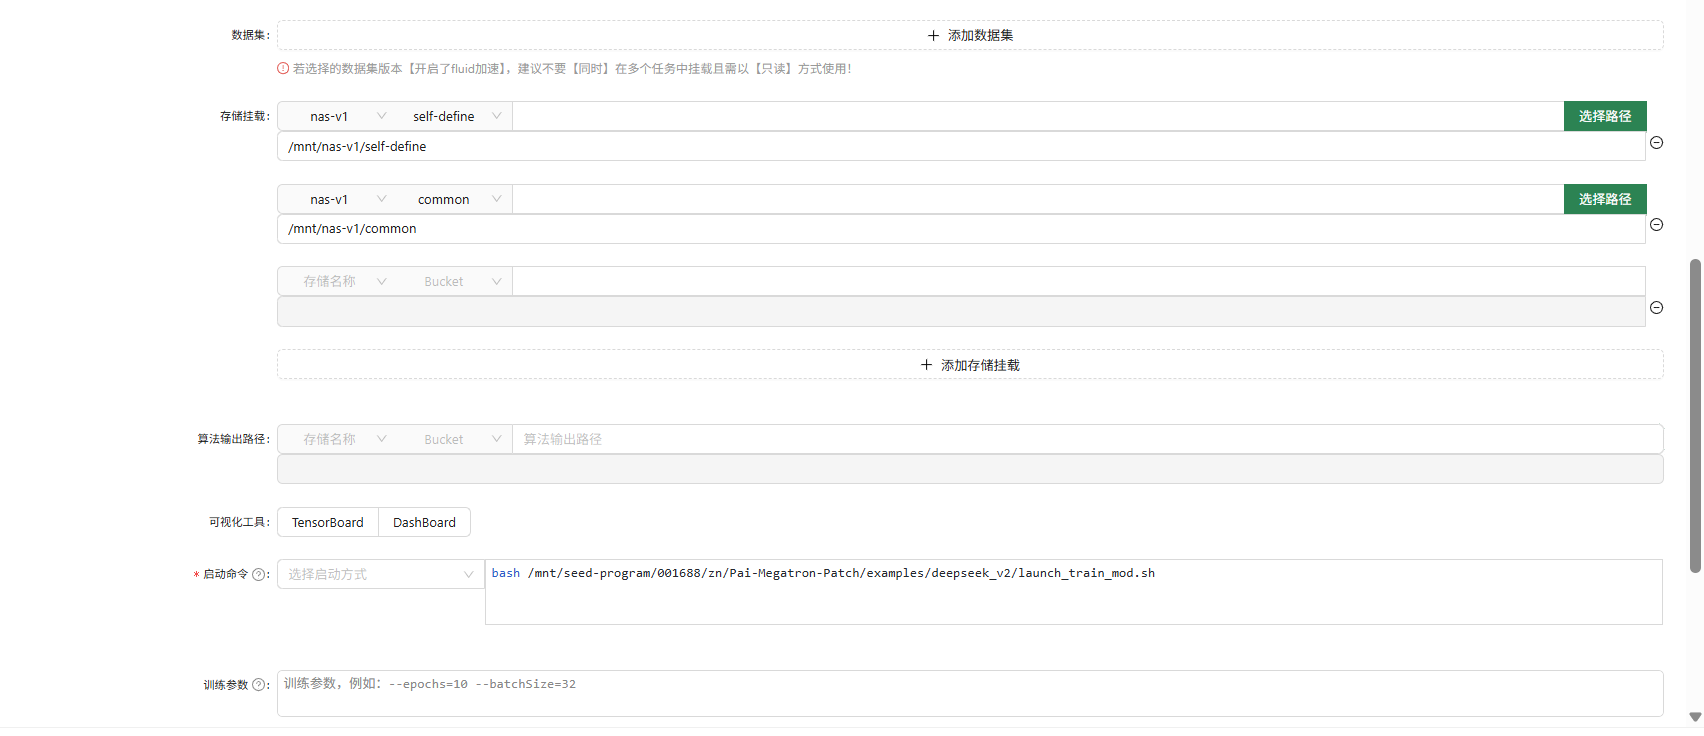 数据集:
+ 添加数据集
若选择的数据集版本【开启了fluid加速】，建议不要【同时】在多个任务中挂载且需以【只读】方式使用！
存储挂载: nas-v1 self-define 选择路径
/mnt/nas-v1/self-define
nas-v1 common 选择路径
/mnt/nas-v1/common
存储名称 Bucket
+ 添加存储挂载
算法输出路径: 存储名称 Bucket 算法输出路径
可视化工具: TensorBoard DashBoard
* 启动命令 ? : 选择启动方式 bash /mnt/seed-program/001688/zn/Pai-Megatron-Patch/examples/deepseek_v2/launch_train_mod.sh
训练参数 ? : 训练参数，例如：--epochs=10 --batchSize=32